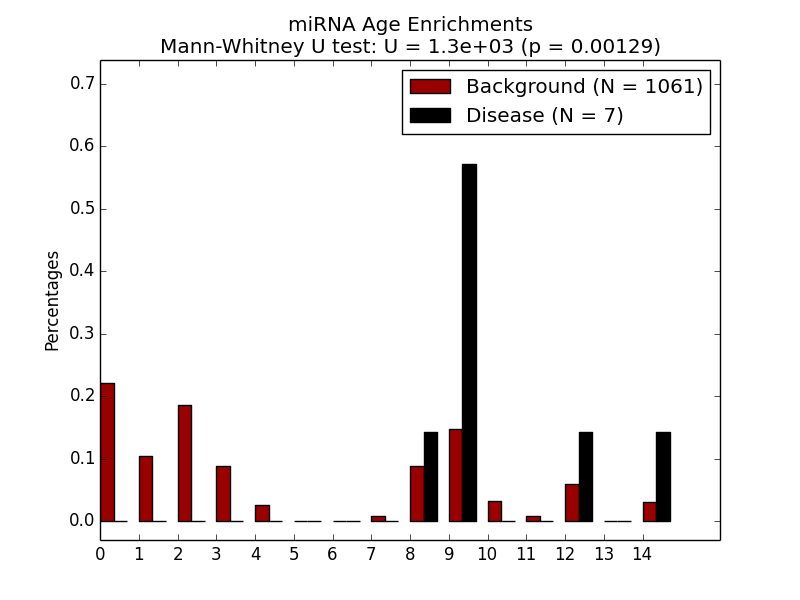 miRNA Age Enrichments
Mann-Whitney U test: U = 1.3e+03 (p = 0.00129)
Background (N = 1061)
Disease (N = 7)
Percentages
0.7
0.6
0.5
0.4
0.3
0.2
0.1
0.0
0 1 2 3 4 5 6 7 8 9 10 11 12 13 14